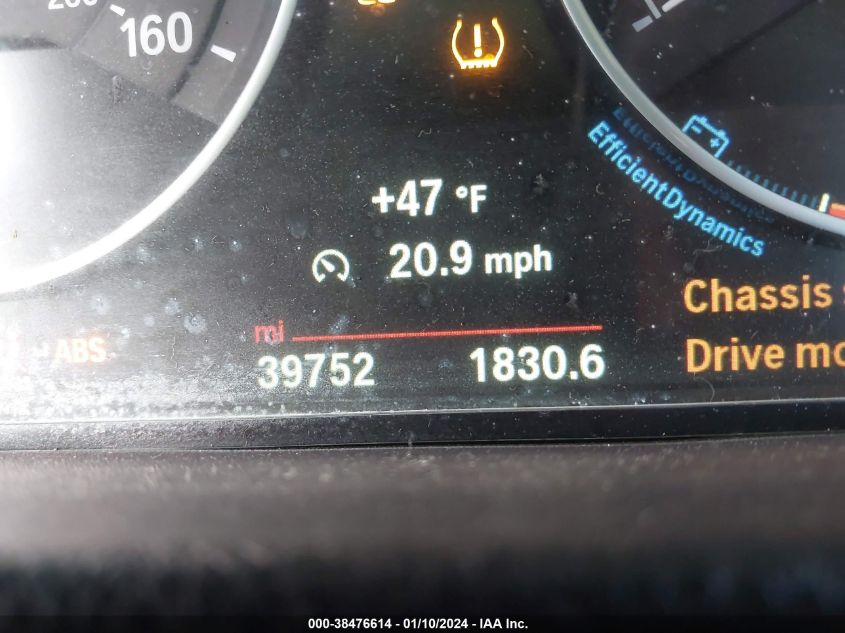 160
+47 °F
20.9 mph
EfficientDynamics
Chassis
mi
ABS
39752 1830.6
Drive
000-38476614 - 01/10/2024 - IAA Inc.